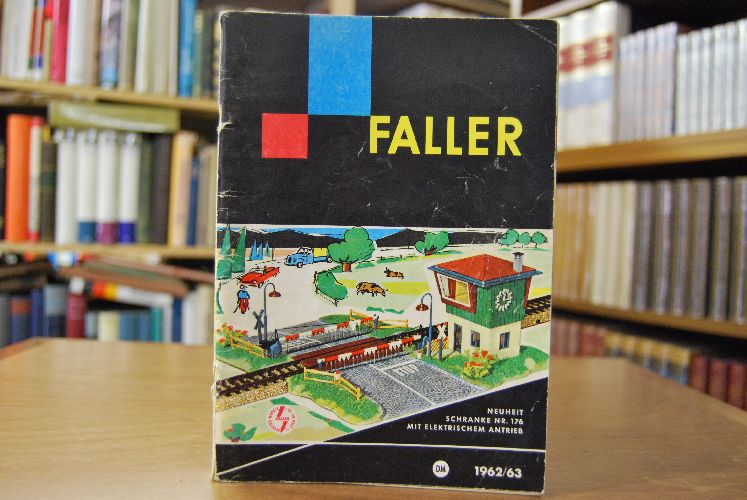 FALLER
NEUHEIT
SCHRANKE NR. 176
MIT ELEKTRISCHEM ANTRIEB
DM
1962/63